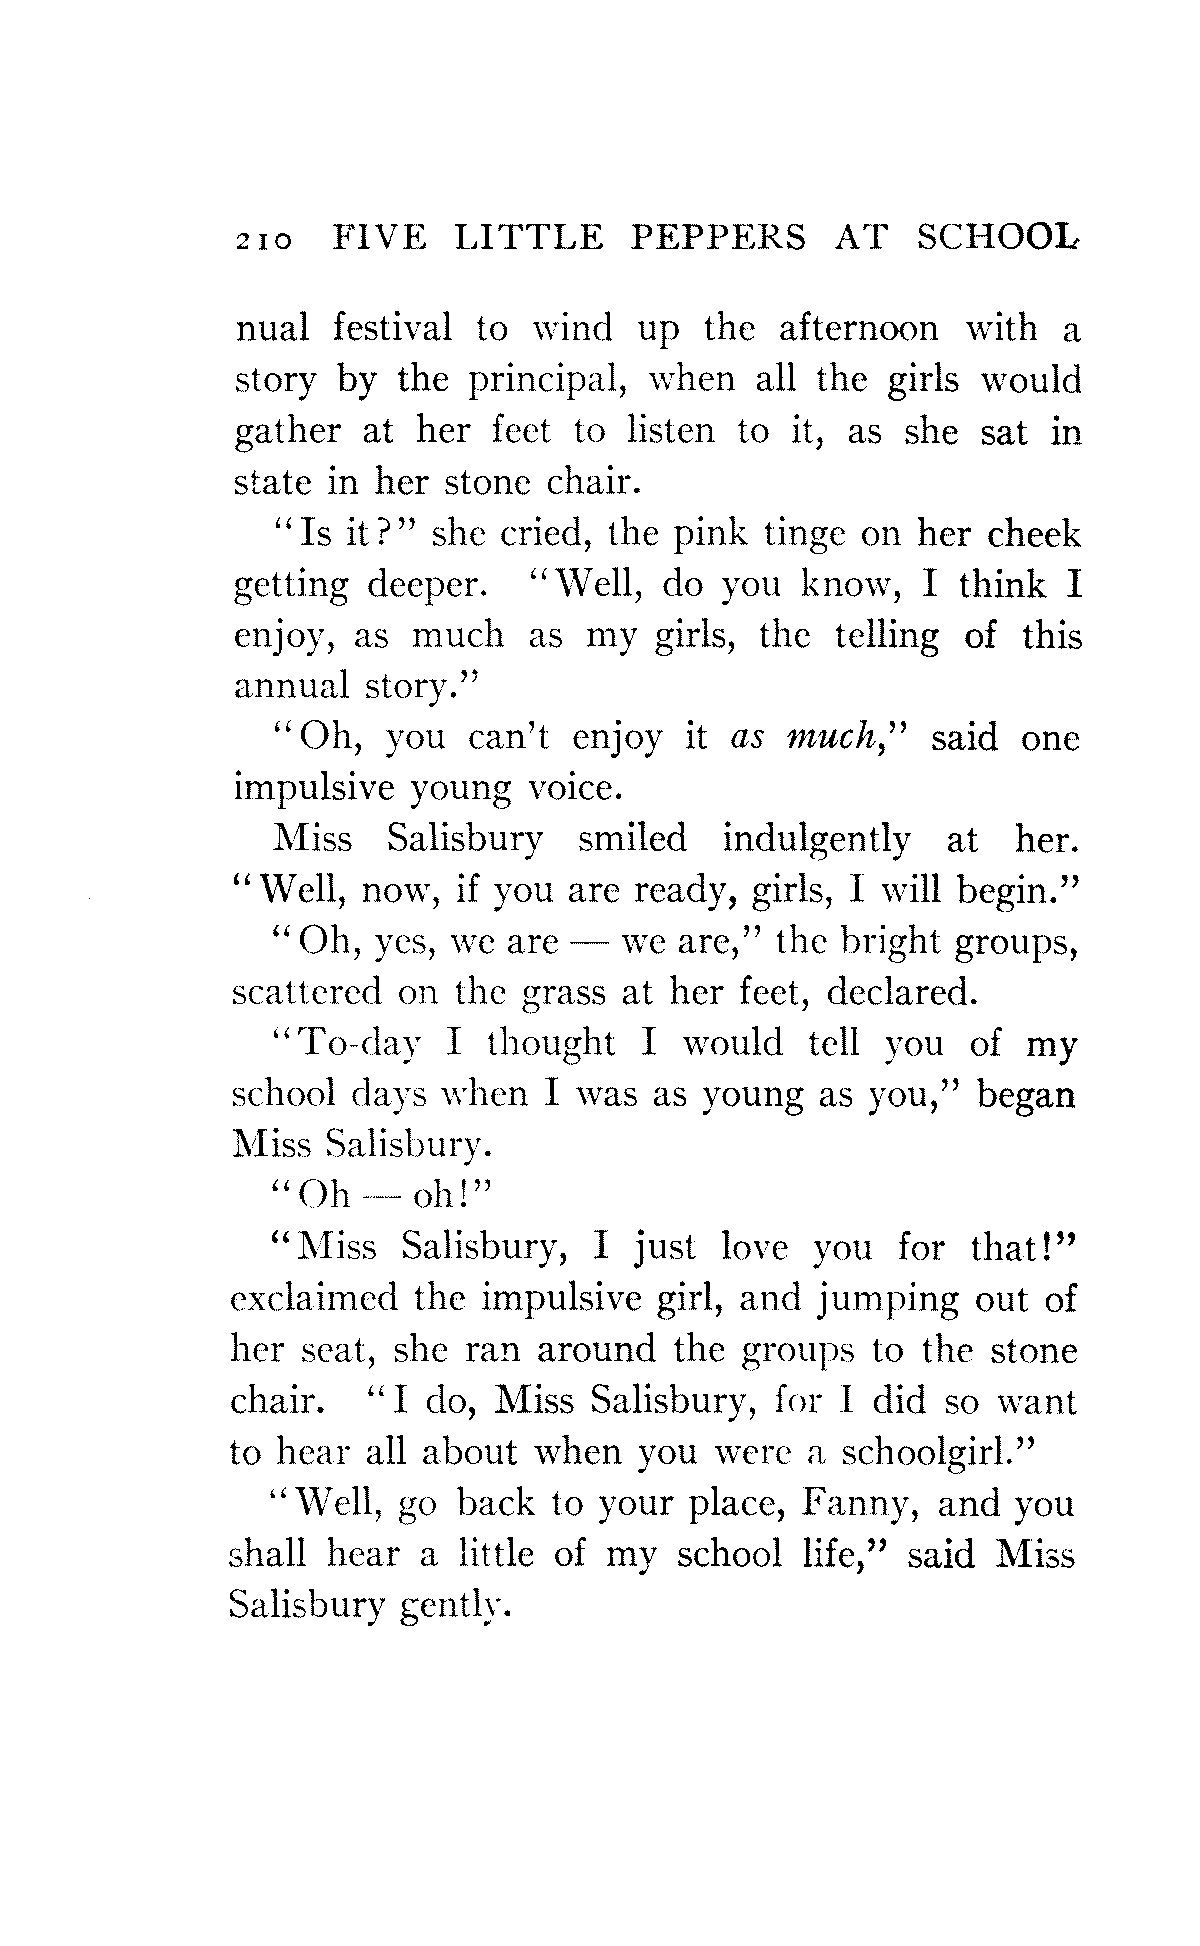 210 FIVE LITTLE PEPPERS AT SCHOOL
nual festival to wind up the afternoon with a
story by the principal, when all the girls would
gather at her feet to listen to it, as she sat in
state in her stone chair.
"Is it?" she cried, the pink tinge on her cheek
getting deeper. "Well, do you know, I think I
enjoy, as much as my girls, the telling of this
annual story."
"Oh, you can't enjoy it as much," said one
impulsive young voice.
Miss Salisbury smiled indulgently at her.
"Well, now, if you are ready, girls, I will begin."
"Oh, yes, we are — we are," the bright groups,
scattered on the grass at her feet, declared.
"To-day I thought I would tell you of my
school days when I was as young as you," began
Miss Salisbury.
"Oh — oh!"
"Miss Salisbury, I just love you for that!"
exclaimed the impulsive girl, and jumping out of
her seat, she ran around the groups to the stone
chair. "I do, Miss Salisbury, for I did so want
to hear all about when you were a schoolgirl."
"Well, go back to your place, Fanny, and you
shall hear a little of my school life," said Miss
Salisbury gently.